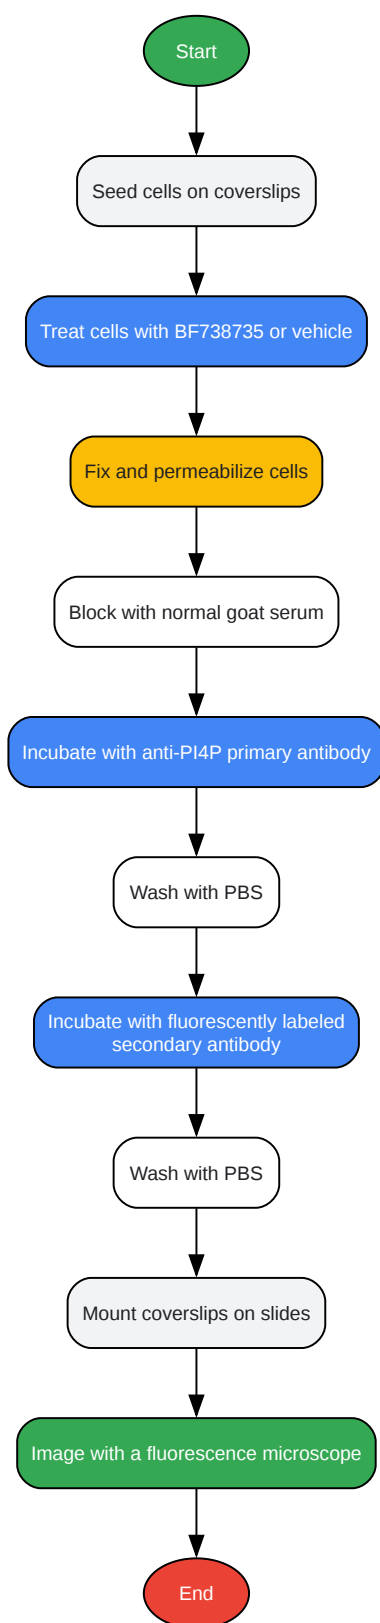 Start
Seed cells on coverslips
Treat cells with BF738735 or vehicle
Fix and permeabilize cells
Block with normal goat serum
Incubate with anti-PI4P primary antibody
Wash with PBS
Incubate with fluorescently labeled
secondary antibody
Wash with PBS
Mount coverslips on slides
Image with a fluorescence microscope
End